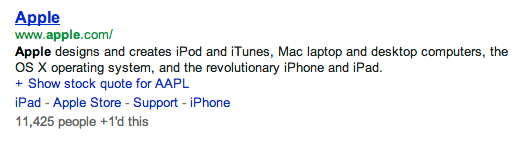 Apple
www.apple.com/
Apple designs and creates iPod and iTunes, Mac laptop and desktop computers, the
OS X operating system, and the revolutionary iPhone and iPad.
+ Show stock quote for AAPL
iPad - Apple Store - Support - iPhone
11,425 people +1'd this